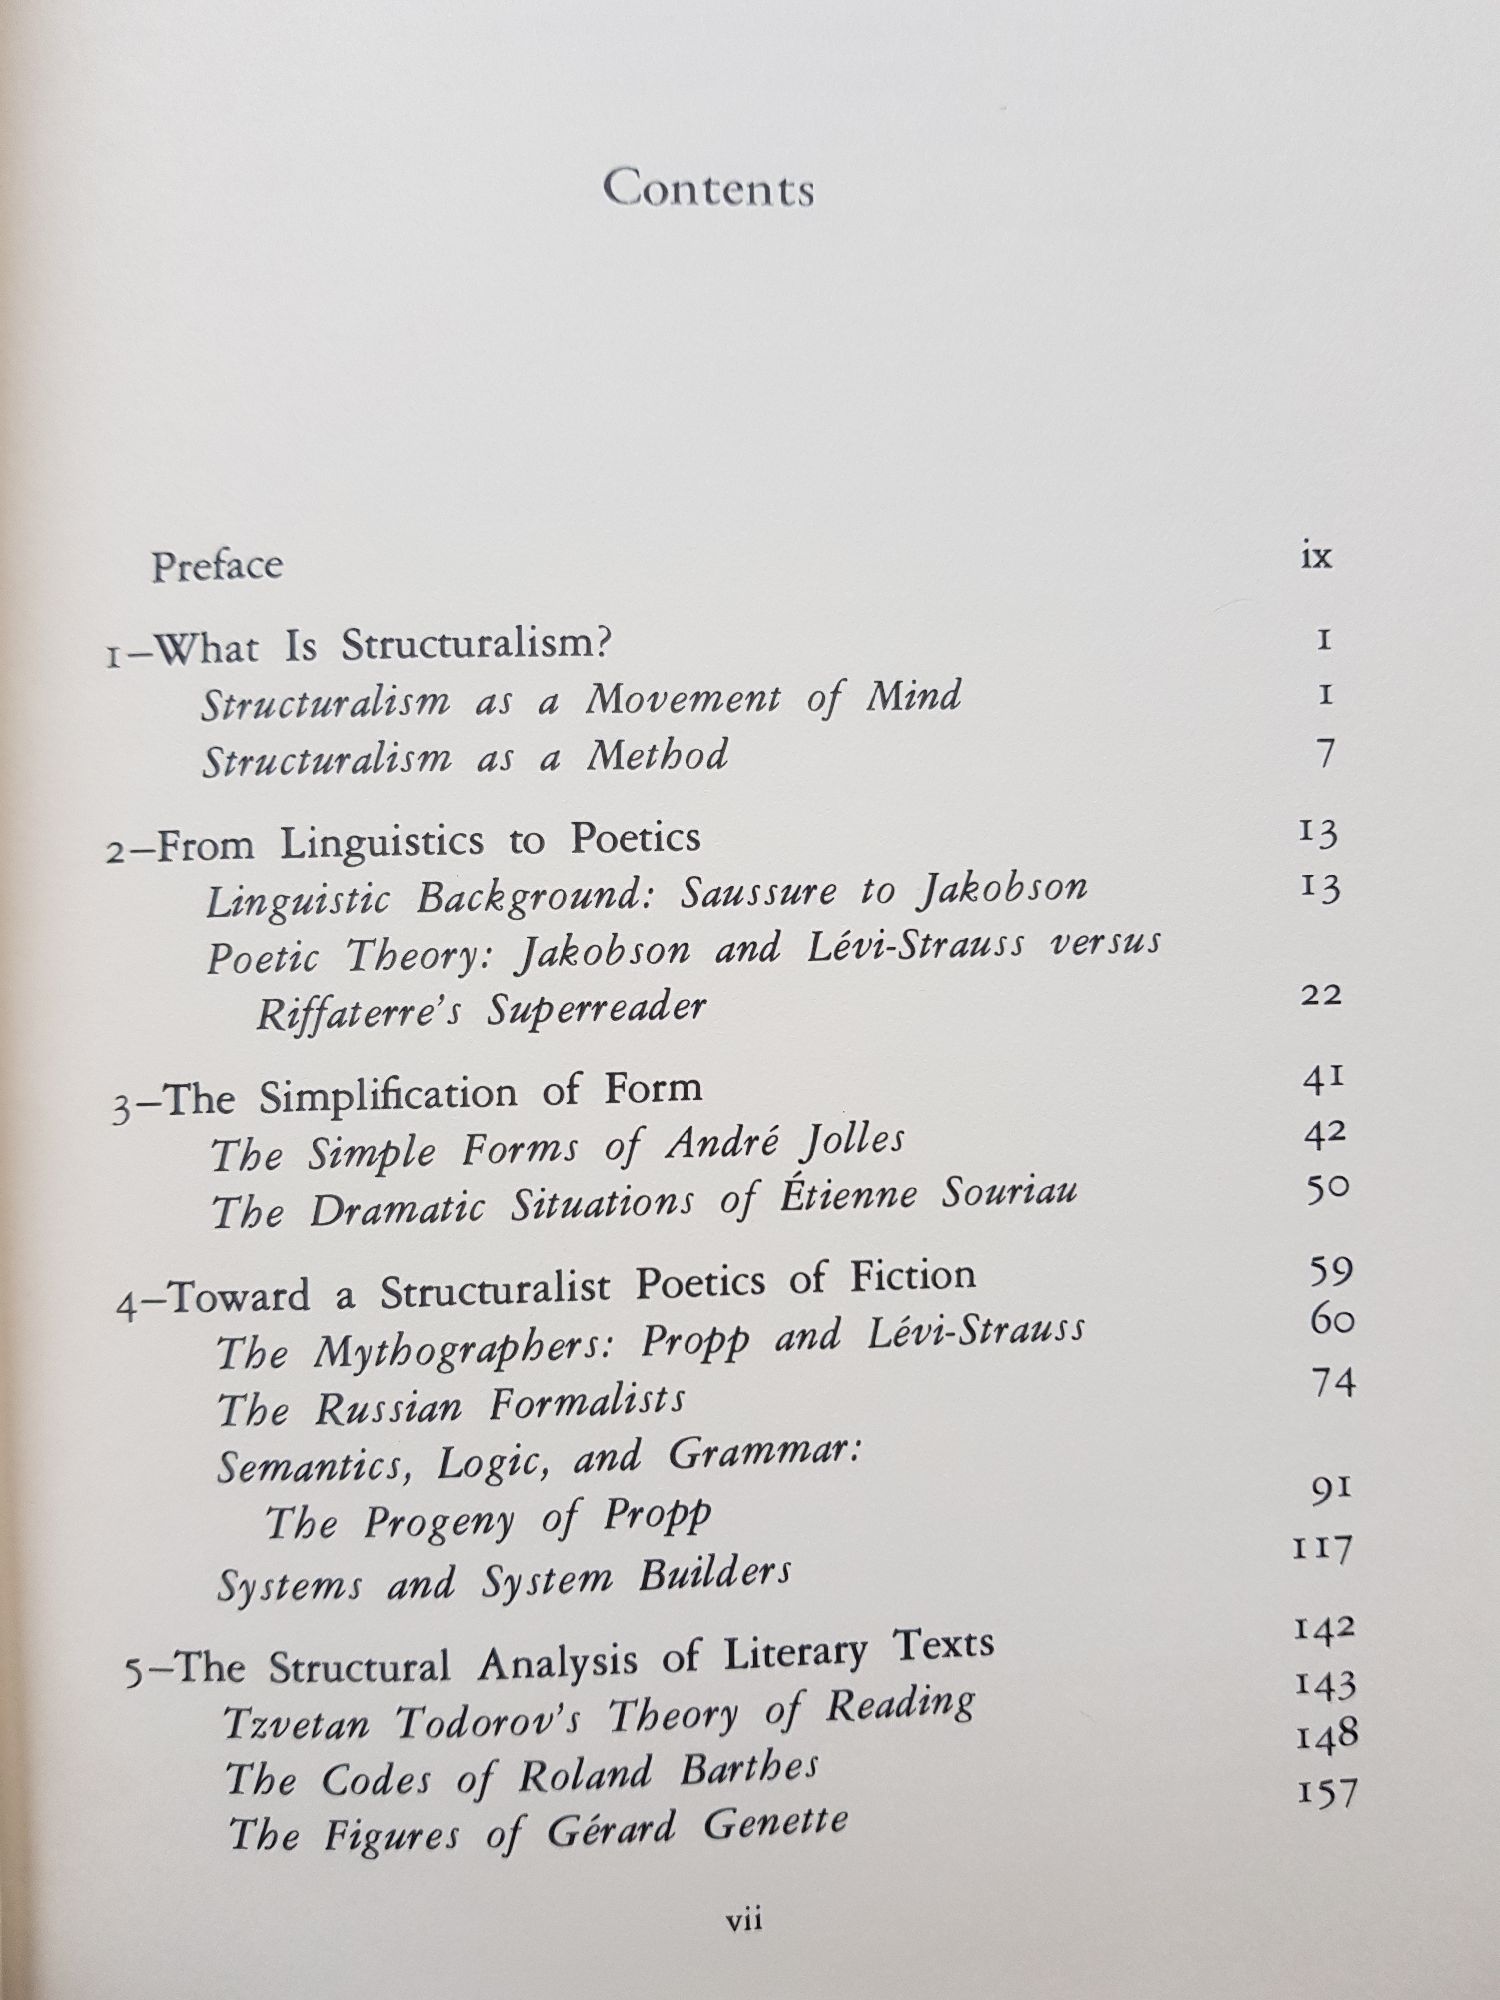 Contents
Preface ix
1—What Is Structuralism? 1
Structuralism as a Movement of Mind 1
Structuralism as a Method 7
2—From Linguistics to Poetics 13
Linguistic Background: Saussure to Jakobson 13
Poetic Theory: Jakobson and Lévi-Strauss versus
Riffaterre's Superreader 22
3—The Simplification of Form 41
The Simple Forms of André Jolles 42
The Dramatic Situations of Étienne Souriau 50
4—Toward a Structuralist Poetics of Fiction 59
The Mythographers: Propp and Lévi-Strauss 60
The Russian Formalists 74
Semantics, Logic, and Grammar:
The Progeny of Propp 91
Systems and System Builders 117
5—The Structural Analysis of Literary Texts 142
Tzvetan Todorov's Theory of Reading 143
The Codes of Roland Barthes 148
The Figures of Gérard Genette 157
vii